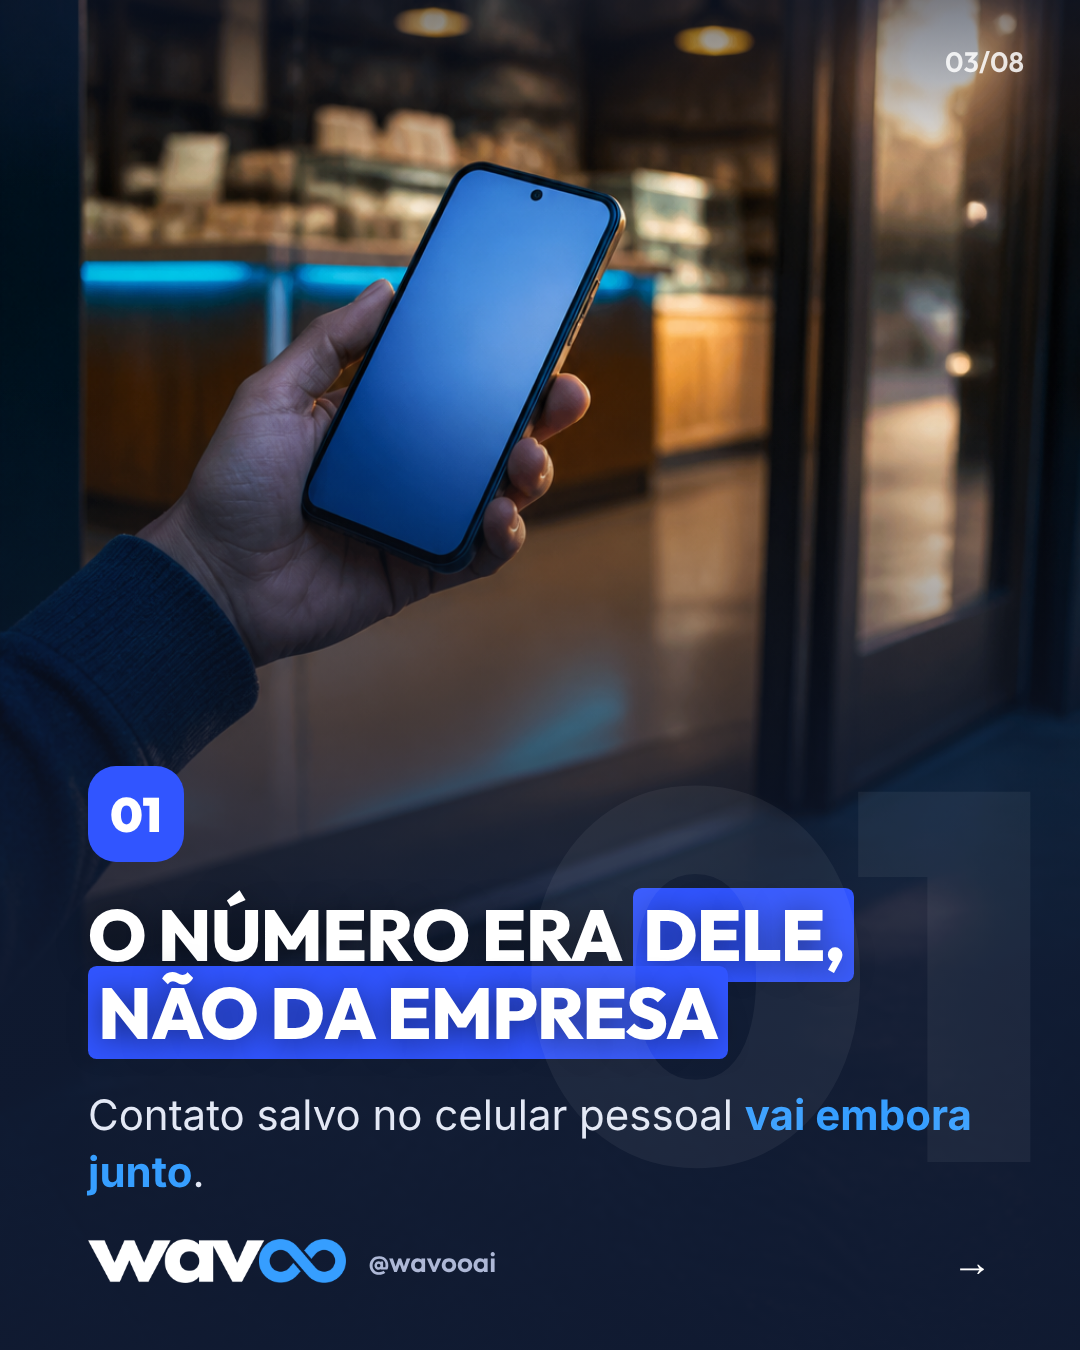 03/08
01
01
O NÚMERO ERA DELE,
NÃO DA EMPRESA
Contato salvo no celular pessoal vai embora
junto.
wavoo @wavooai
→